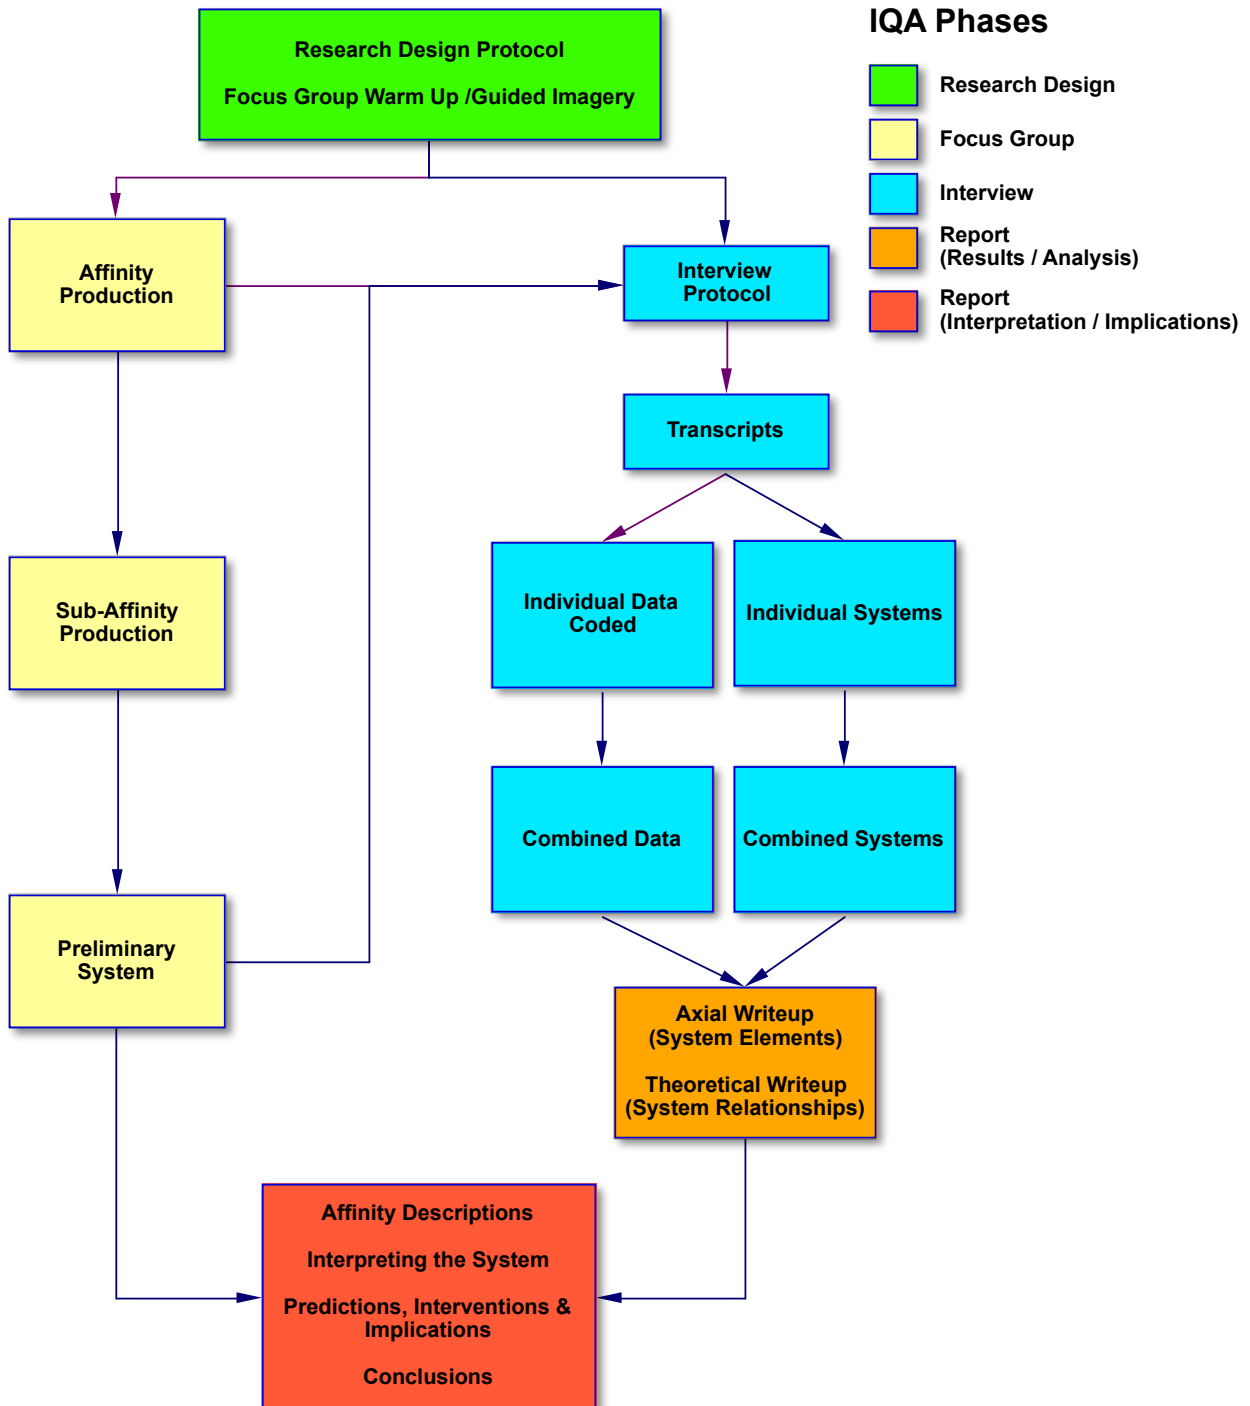 Research Design Protocol
Focus Group Warm Up /Guided Imagery
IQA Phases
Research Design
Focus Group
Interview
Report
(Results / Analysis)
Report
(Interpretation / Implications)
Affinity
Production
Interview
Protocol
Transcripts
Sub-Affinity
Production
Individual Data
Coded
Individual Systems
Combined Data
Combined Systems
Preliminary
System
Axial Writeup
(System Elements)
Theoretical Writeup
(System Relationships)
Affinity Descriptions
Interpreting the System
Predictions, Interventions &
Implications
Conclusions